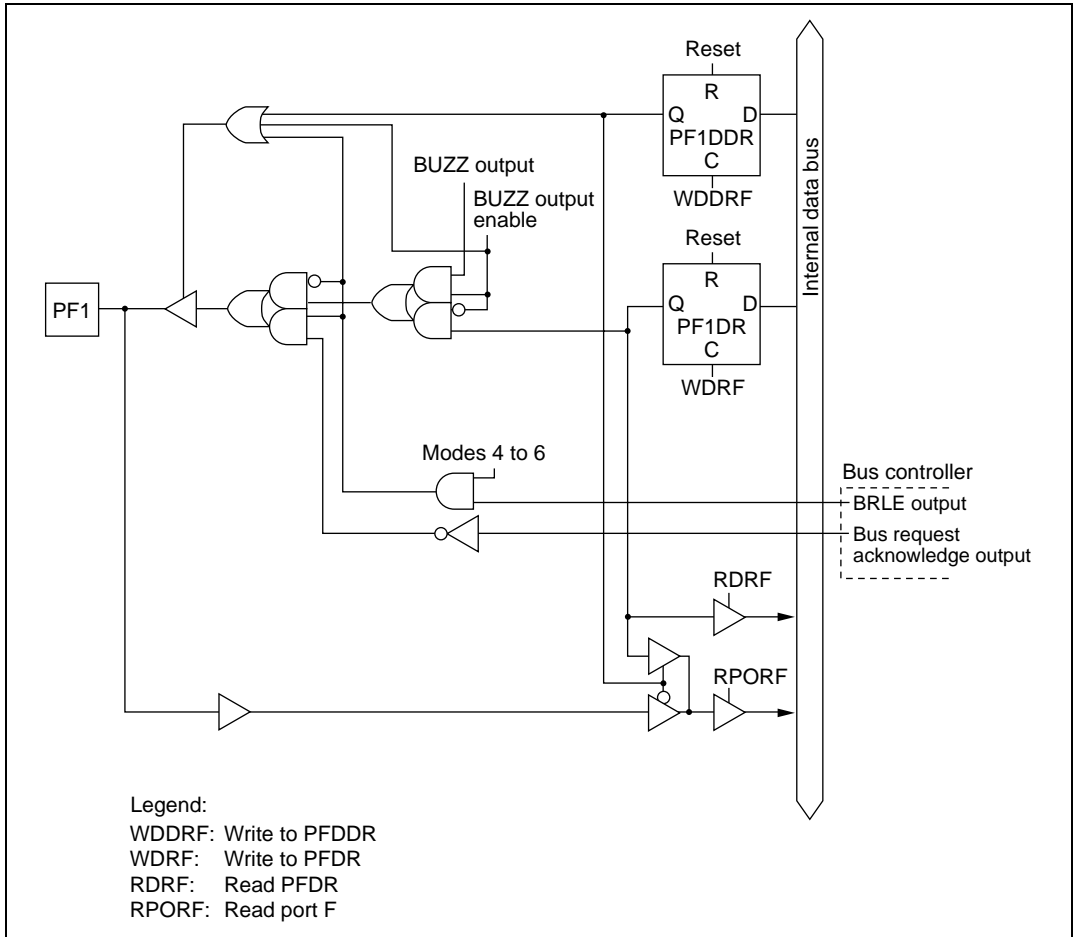 Reset
R
Q D
PF1DDR
C
WDDRF
Internal data bus
BUZZ output
BUZZ output
enable
Reset
R
Q D
PF1DR
C
WDRF
PF1
Modes 4 to 6
Bus controller
BRLE output
Bus request
acknowledge output
RDRF
RPORF
Legend:
WDDRF: Write to PFDDR
WDRF: Write to PFDR
RDRF: Read PFDR
RPORF: Read port F